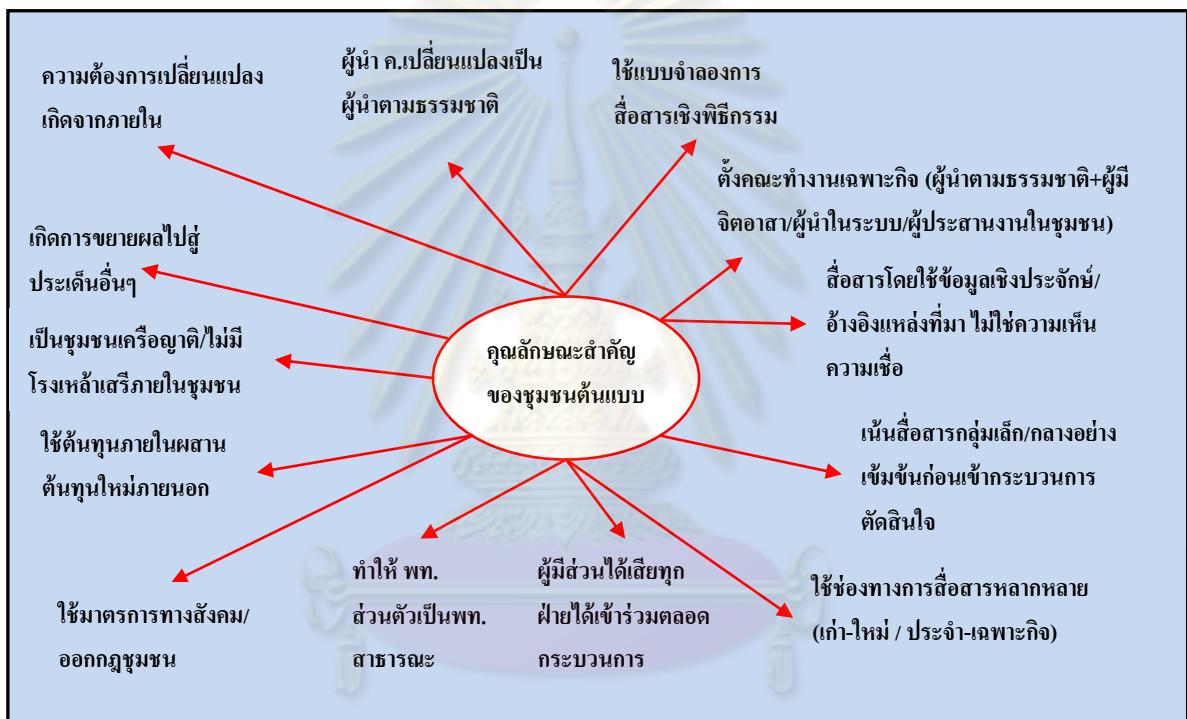 ความต้องการเปลี่ยนแปลง
เกิดจากภายใน
ผู้นำ ค.เปลี่ยนแปลงเป็น
ผู้นำตามธรรมชาติ
ใช้แบบจำลองการ
สื่อสารเชิงพิธีกรรม
ตั้งคณะทำงานเฉพาะกิจ (ผู้นำตามธรรมชาติ+ผู้มี
จิตอาสา/ผู้นำในระบบ/ผู้ประสานงานในชุมชน)
เกิดการขยายผลไปสู่
ประเด็นอื่นๆ
สื่อสารโดยใช้ข้อมูลเชิงประจักษ์/
อ้างอิงแหล่งที่มา ไม่ใช่ความเห็น
ความเชื่อ
เป็นชุมชนเครือญาติ/ไม่มี
โรงเหล้าเสรีภายในชุมชน
คุณลักษณะสำคัญ
ของชุมชนต้นแบบ
ใช้ต้นทุนภายในผสาน
ต้นทุนใหม่ภายนอก
เน้นสื่อสารกลุ่มเล็ก/กลางอย่าง
เข้มข้นก่อนเข้ากระบวนการ
ตัดสินใจ
ใช้มาตรการทางสังคม/
ออกกฎชุมชน
ทำให้ พท.
ส่วนตัวเป็นพท.
สาธารณะ
ผู้มีส่วนได้เสียทุก
ฝ่ายได้เข้าร่วมตลอด
กระบวนการ
ใช้ช่องทางการสื่อสารหลากหลาย
(เก่า-ใหม่ / ประจำ-เฉพาะกิจ)